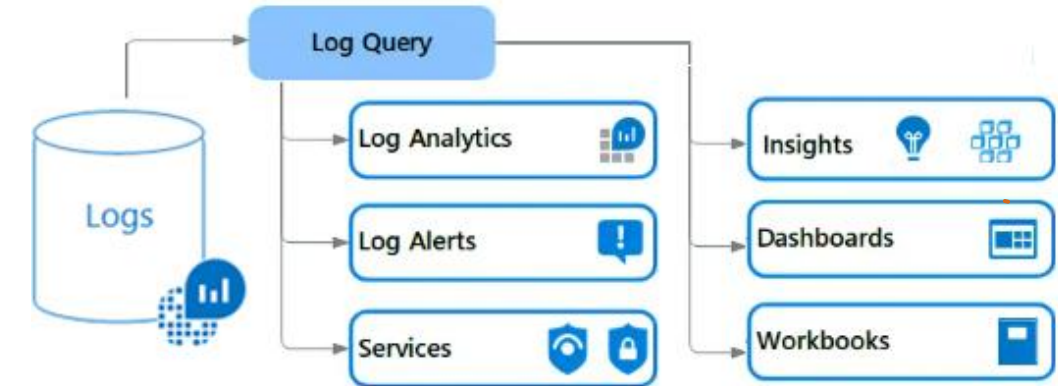 Log Query
Logs
Log Analytics
Log Alerts
Services
Insights
Dashboards
Workbooks